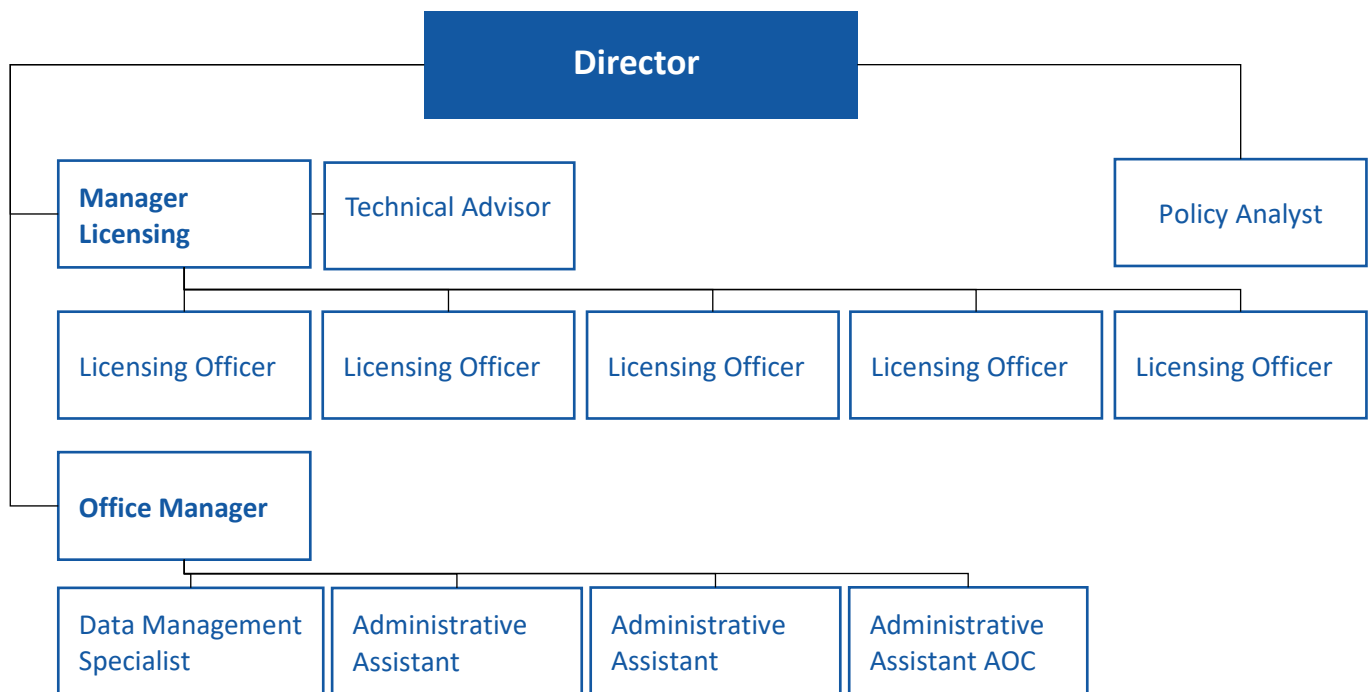 Director
Manager
Licensing
Technical Advisor
Policy Analyst
Licensing Officer
Licensing Officer
Licensing Officer
Licensing Officer
Licensing Officer
Office Manager
Data Management
Specialist
Administrative
Assistant
Administrative
Assistant
Administrative
Assistant AOC